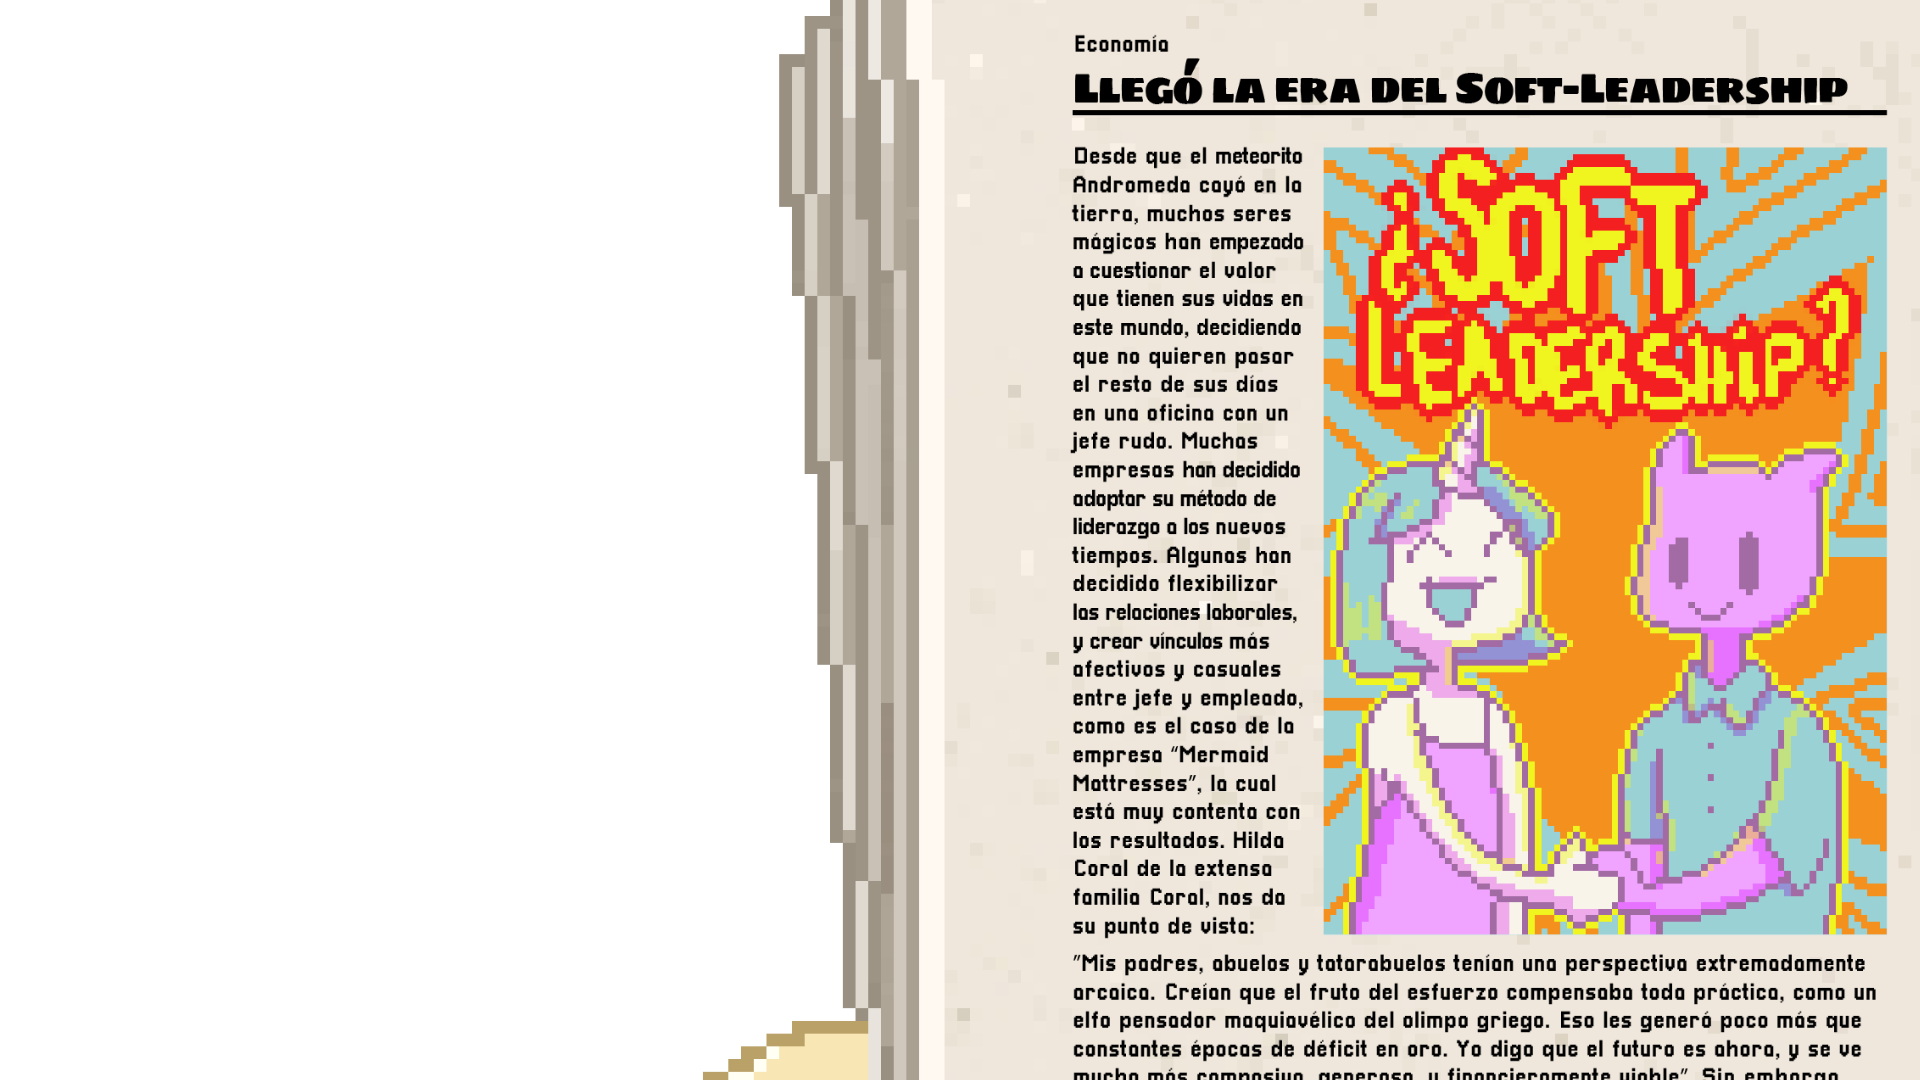 Economía
Llegó la era del Soft-Leadership
Desde que el meteorito
Andromeda cayó en la
tierra, muchos seres
mágicos han empezado
a cuestionar el valor
que tienen sus vidas en
este mundo, decidiendo
que no quieren pasar
el resto de sus días
en una oficina con un
jefe rudo. Muchas
empresas han decidido
adoptar su método de
liderazgo a los nuevos
tiempos. Algunas han
decidido flexibilizar
las relaciones laborales,
y crear vínculos más
afectivos y casuales
entre jefe y empleado,
como es el caso de la
empresa "Mermaid
Mattresses", la cual
está muy contenta con
los resultados. Hilda
Coral de la extensa
familia Coral, nos da
su punto de vista:
¿SOFT
LEADERSHIP?
"Mis padres, abuelos y tatarabuelos tenían una perspectiva extremadamente
arcaica. Creían que el fruto del esfuerzo compensaba toda práctica, como un
elfo pensador maquiavélico del olimpo griego. Eso les generó poco más que
constantes épocas de déficit en oro. Yo digo que el futuro es ahora, y se ve
mucho más compasivo, generoso, y financieramente viable". Sin embargo